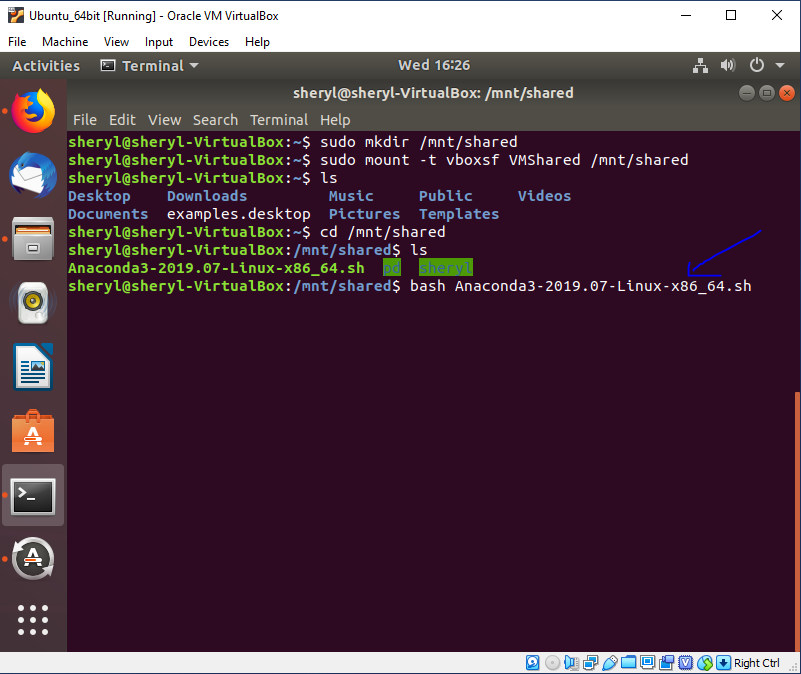 Ubuntu_64bit [Running] - Oracle VM VirtualBox
File Machine View Input Devices Help
Activities Terminal Wed 16:26
sheryl@sheryl-VirtualBox: /mnt/shared
File Edit View Search Terminal Help
sheryl@sheryl-VirtualBox:~$ sudo mkdir /mnt/shared
sheryl@sheryl-VirtualBox:~$ sudo mount -t vboxsf VMShared /mnt/shared
sheryl@sheryl-VirtualBox:~$ ls
Desktop Downloads Music Public Videos
Documents examples.desktop Pictures Templates
sheryl@sheryl-VirtualBox:~$ cd /mnt/shared
sheryl@sheryl-VirtualBox:/mnt/shared$ ls
Anaconda3-2019.07-Linux-x86_64.sh pd sheryl
sheryl@sheryl-VirtualBox:/mnt/shared$ bash Anaconda3-2019.07-Linux-x86_64.sh
Right Ctrl